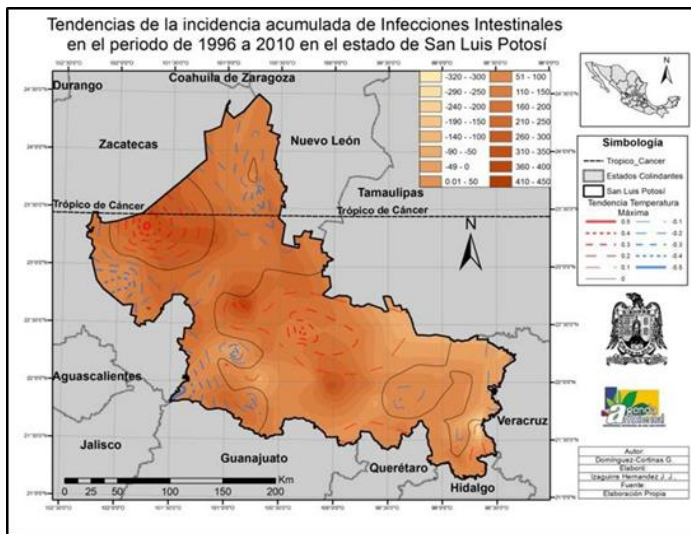 Tendencias de la incidencia acumulada de Infecciones Intestinales
en el periodo de 1996 a 2010 en el estado de San Luis Potosí
Durango
Coahuila de Zaragoza
Zacatecas
Nuevo León
Tamaulipas
Trópico de Cáncer
Trópico de Cáncer
N
Aguascalientes
Jalisco
Guanajuato
Querétaro
Hidalgo
Veracruz
-320 - -300
-290 - -250
-240 - -200
-190 - -150
-140 - -100
-90 - -50
-49 - 0
0.01 - 50
51 - 100
110 - 150
160 - 200
210 - 250
260 - 300
310 - 350
360 - 400
410 - 450
0 25 50 100 150 200
Km
N
Simbología
Tropico_Cancer
Estados Colindantes
San Luis Potosí
Tendencia Temperatura
Máxima
0.5 -0.1
0.4 -0.2
0.3 -0.3
0.2 -0.4
0.1 -0.5
0
Agenda
Ambiental
Autor:
Domínguez-Cortinas G.
Elaboró:
Izaguirre Hernandez J. J.
Fuente:
Elaboración Propia